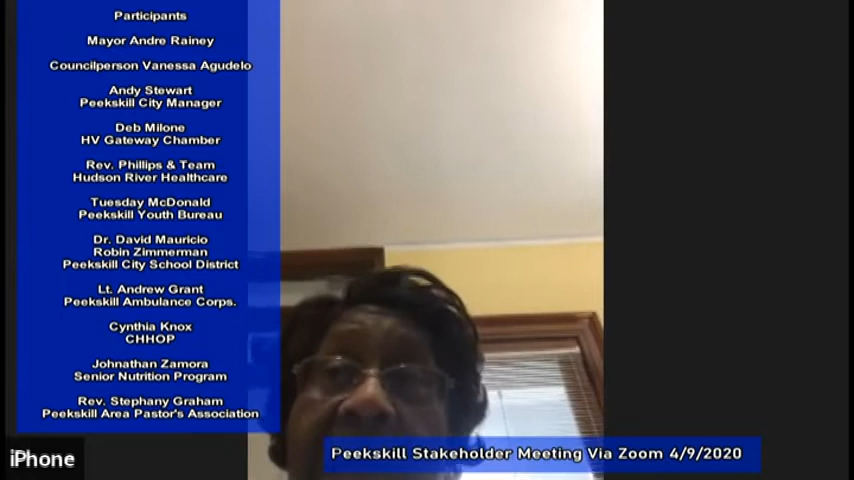 Participants
Mayor Andre Rainey
Councilperson Vanessa Agudelo
Andy Stewart
Peekskill City Manager
Deb Milone
HV Gateway Chamber
Rev. Phillips & Team
Hudson River Healthcare
Tuesday McDonald
Peekskill Youth Bureau
Dr. David Mauricio
Robin Zimmerman
Peekskill City School District
Lt. Andrew Grant
Peekskill Ambulance Corps.
Cynthia Knox
CHHOP
Johnathan Zamora
Senior Nutrition Program
Rev. Stephany Graham
Peekskill Area Pastor's Association
iPhone
Peekskill Stakeholder Meeting Via Zoom 4/9/2020